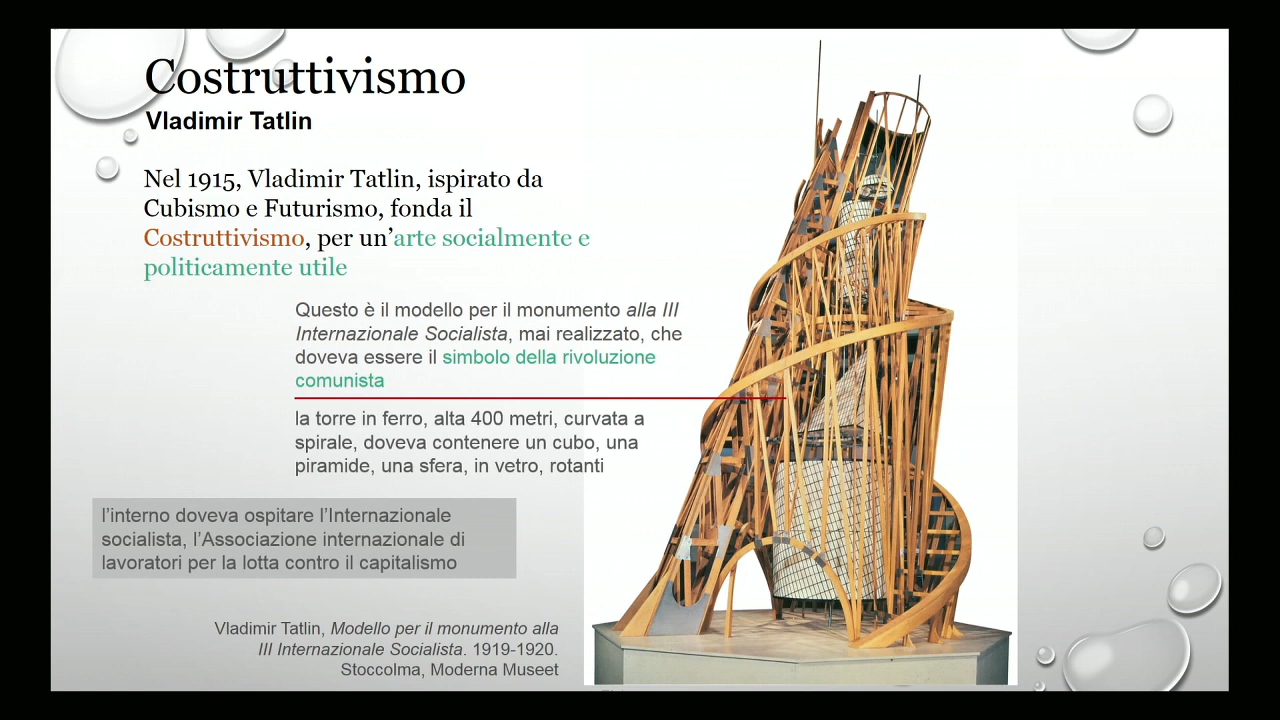 Costruttivismo
Vladimir Tatlin
Nel 1915, Vladimir Tatlin, ispirato da
Cubismo e Futurismo, fonda il
Costruttivismo, per un’arte socialmente e
politicamente utile
Questo è il modello per il monumento alla III
Internazionale Socialista, mai realizzato, che
doveva essere il simbolo della rivoluzione
comunista
la torre in ferro, alta 400 metri, curvata a
spirale, doveva contenere un cubo, una
piramide, una sfera, in vetro, rotanti
l’interno doveva ospitare l’Internazionale
socialista, l’Associazione internazionale di
lavoratori per la lotta contro il capitalismo
Vladimir Tatlin, Modello per il monumento alla
III Internazionale Socialista. 1919-1920.
Stoccolma, Moderna Museet